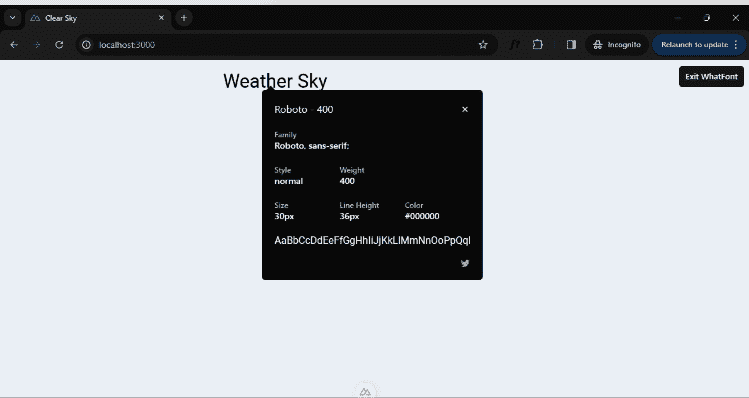 Clear Sky
localhost:3000
Incognito
Relaunch to update
Weather Sky
Exit WhatFont
Roboto - 400
Family
Roboto, sans-serif;
Style
Weight
normal
400
Size
Line Height
Color
30px
36px
#000000
AaBbCcDdEeFfGgHhIiJjKkLlMmNnOoPpQqI